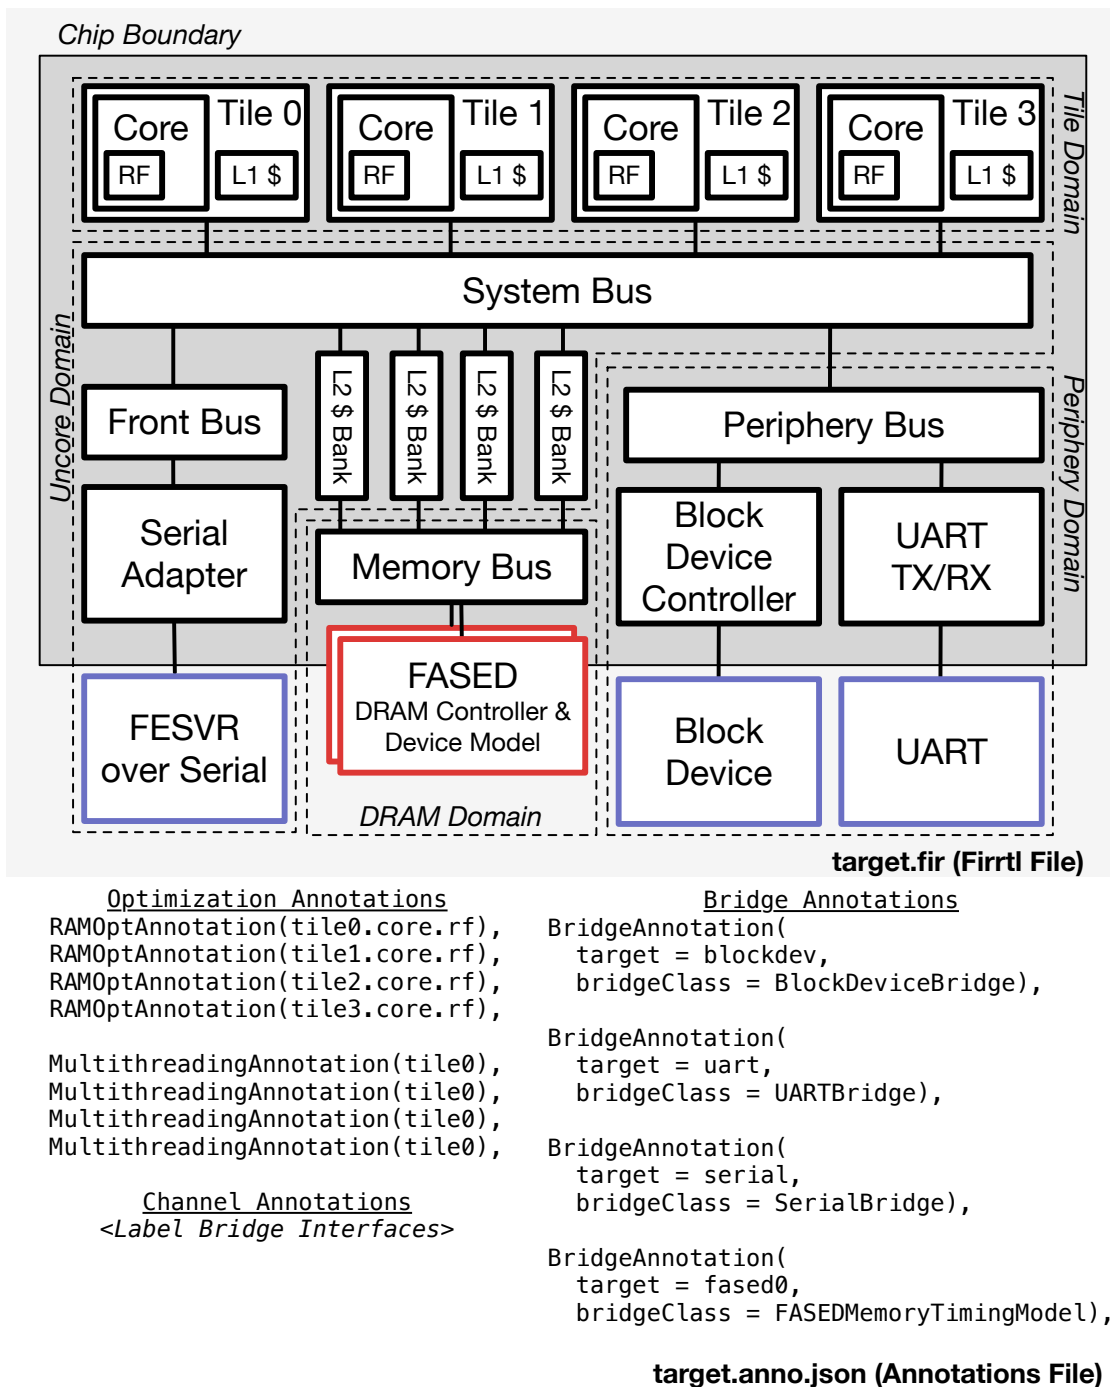 Chip Boundary
Tile 0
Core
RF
L1 $
Tile 1
Core
RF
L1 $
Tile 2
Core
RF
L1 $
Tile 3
Core
RF
L1 $
Tile Domain
System Bus
Uncore Domain
Front Bus
L2 $ Bank
L2 $ Bank
L2 $ Bank
L2 $ Bank
Periphery Bus
Periphery Domain
Serial
Adapter
Memory Bus
Block
Device
Controller
UART
TX/RX
FESVR
over Serial
FASED
DRAM Controller &
Device Model
DRAM Domain
Block
Device
UART
target.fir (Firrtl File)
Optimization Annotations
RAMOptAnnotation(tile0.core.rf),
RAMOptAnnotation(tile1.core.rf),
RAMOptAnnotation(tile2.core.rf),
RAMOptAnnotation(tile3.core.rf),
MultithreadingAnnotation(tile0),
MultithreadingAnnotation(tile0),
MultithreadingAnnotation(tile0),
MultithreadingAnnotation(tile0),
Channel Annotations
<Label Bridge Interfaces>
Bridge Annotations
BridgeAnnotation(
target = blockdev,
bridgeClass = BlockDeviceBridge),
BridgeAnnotation(
target = uart,
bridgeClass = UARTBridge),
BridgeAnnotation(
target = serial,
bridgeClass = SerialBridge),
BridgeAnnotation(
target = fased0,
bridgeClass = FASEDMemoryTimingModel),
target.anno.json (Annotations File)